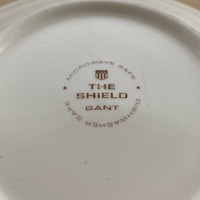 • MICROWAVE SAFE •
THE
SHIELD
GANT
DISHWASHER SAFE